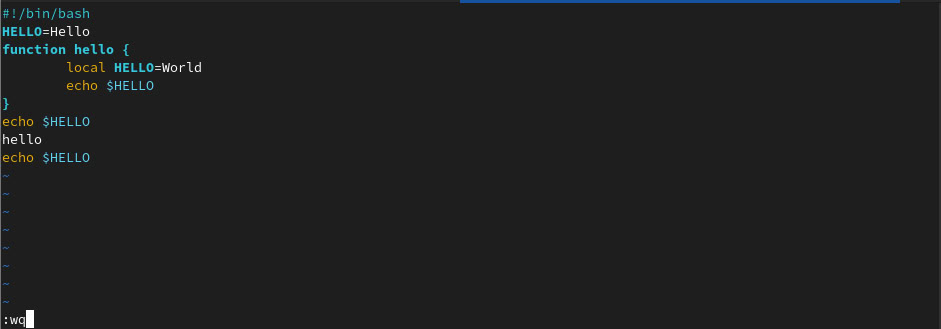 #!/bin/bash
HELLO=Hello
function hello {
        local HELLO=World
        echo $HELLO
}
echo $HELLO
hello
echo $HELLO
~
~
~
~
~
~
~
~
:wq